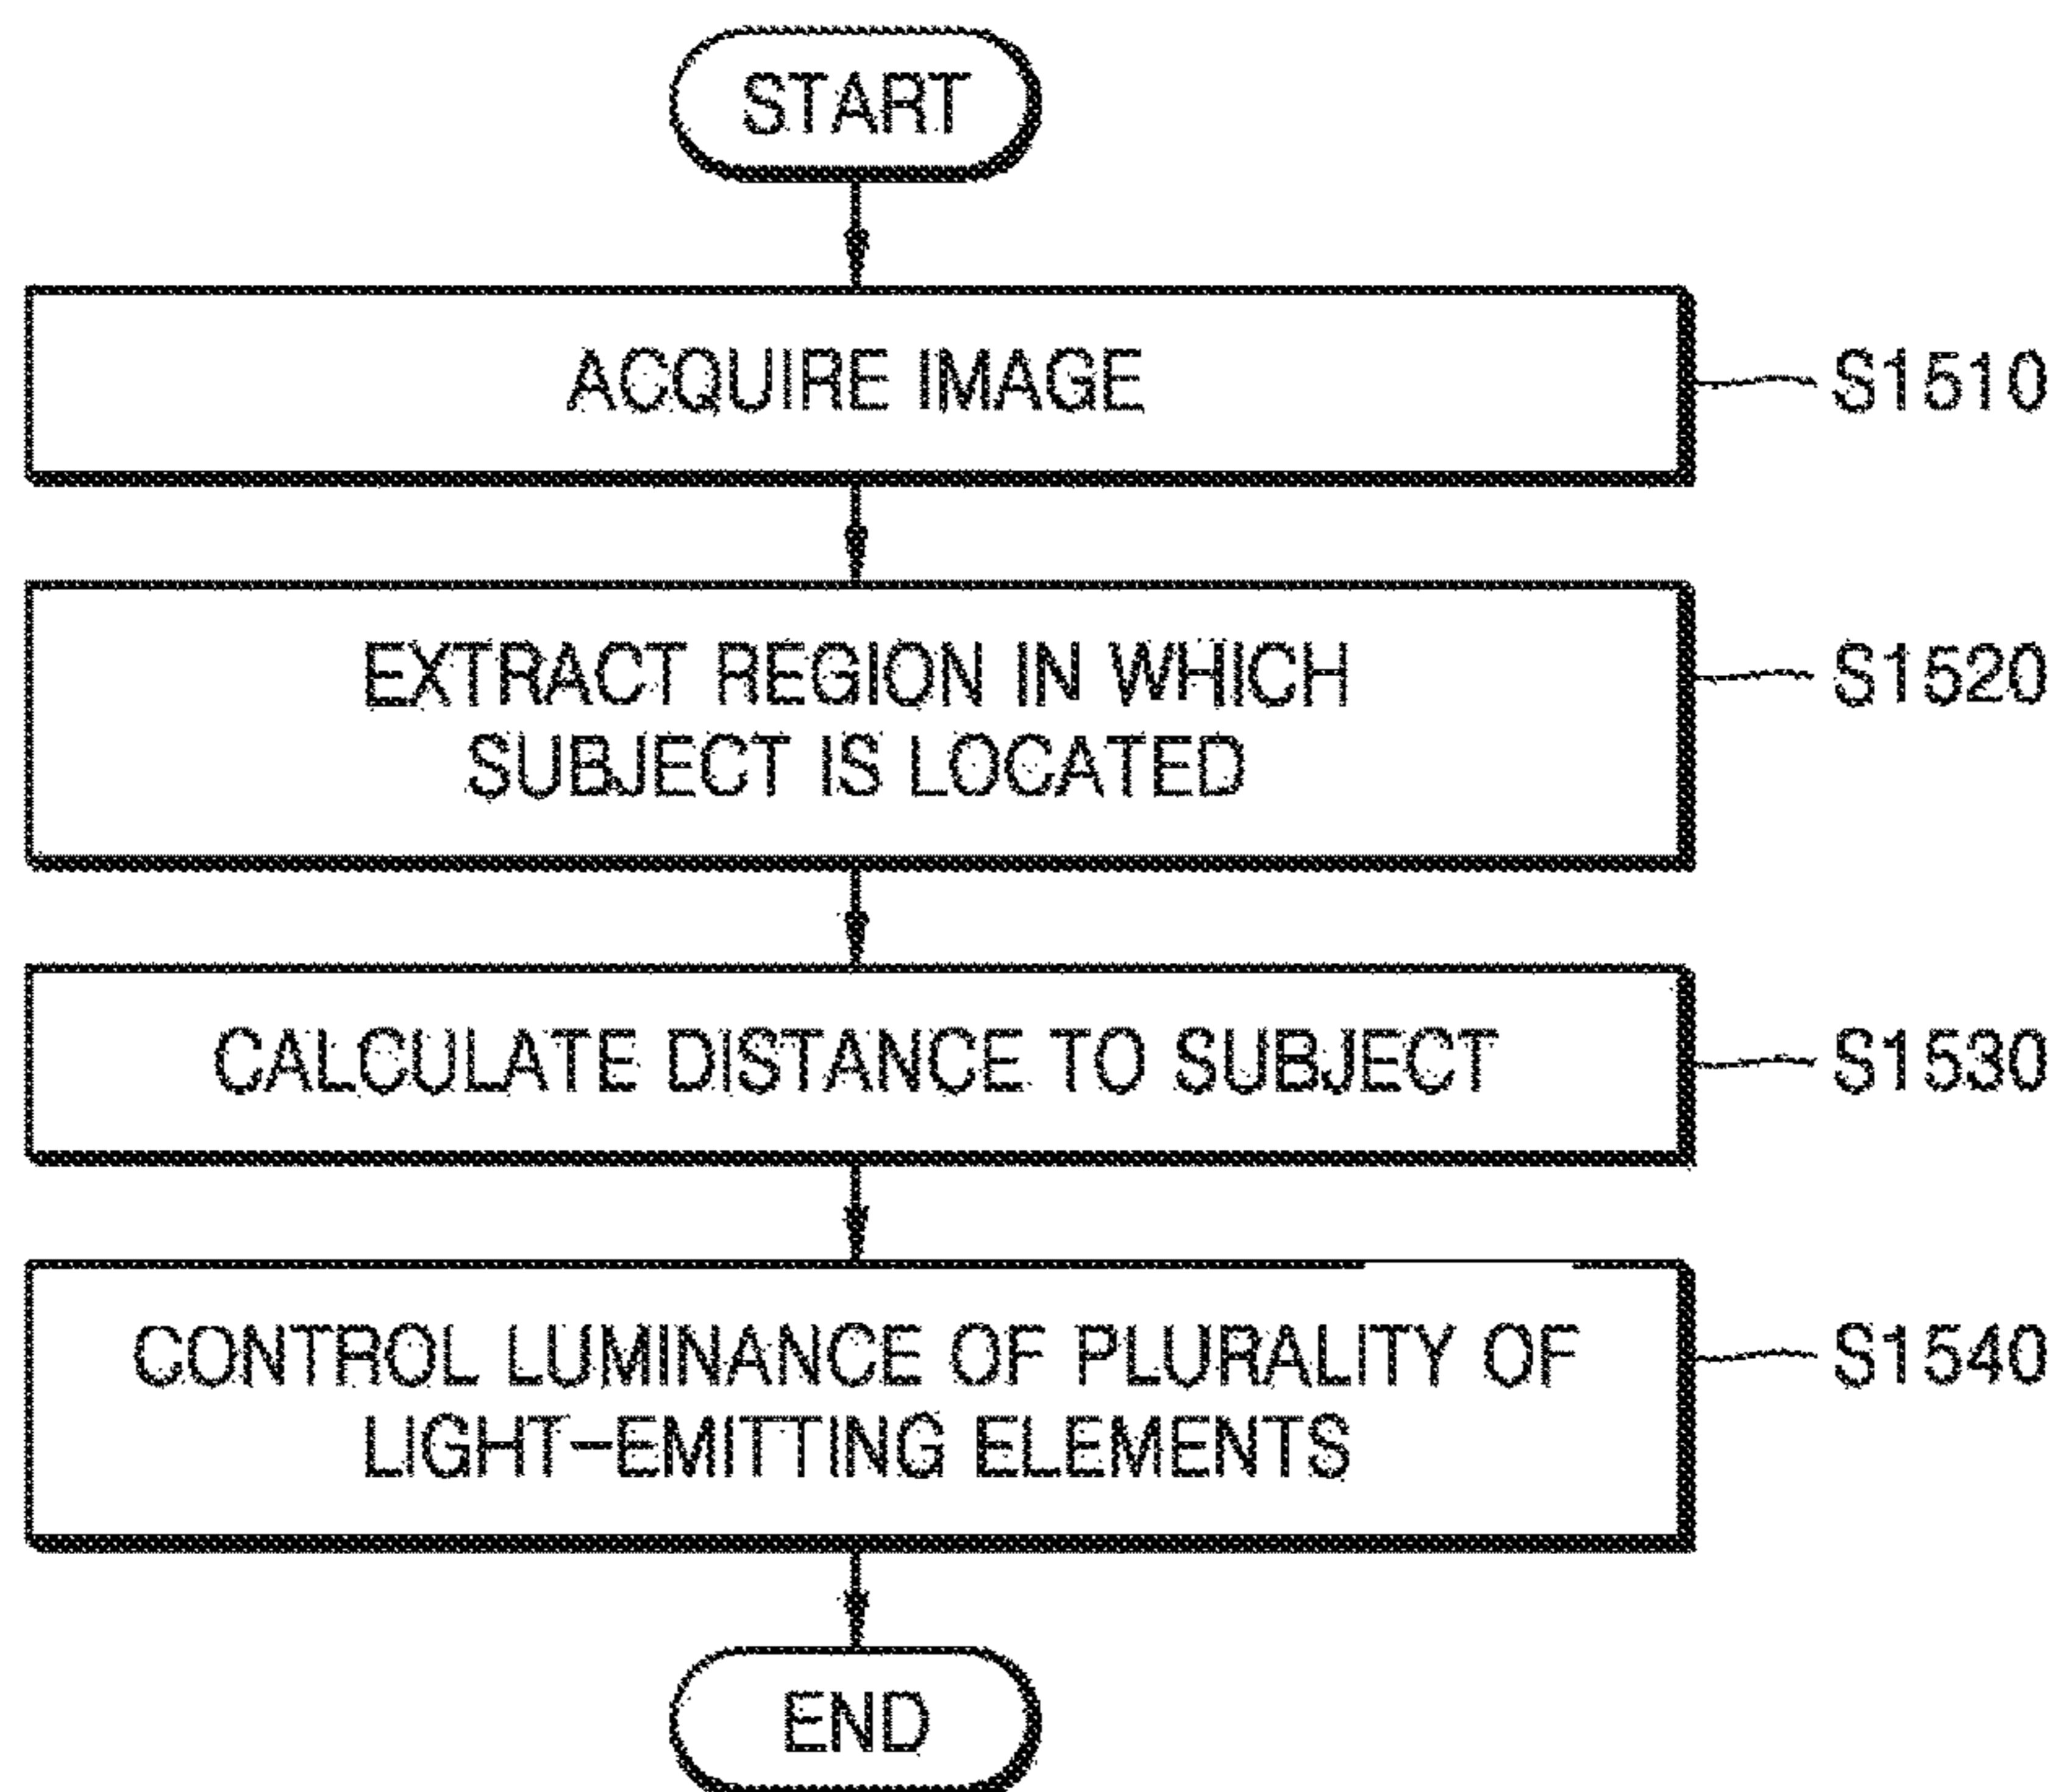 START
ACQUIRE IMAGE
S1510
EXTRACT REGION IN WHICH
SUBJECT IS LOCATED
S1520
CALCULATE DISTANCE TO SUBJECT
S1530
CONTROL LUMINANCE OF PLURALITY OF
LIGHT-EMITTING ELEMENTS
S1540
END